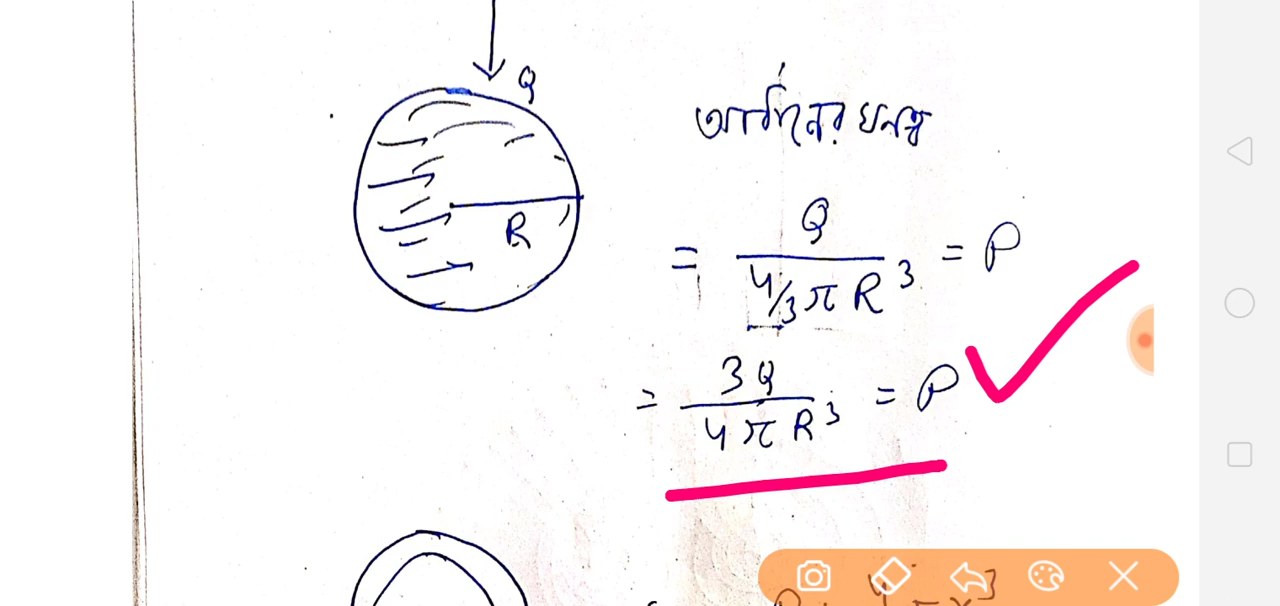 Q
আধানের ঘনত্ব
R
= Q / 4/3 π R³ = ρ
= 3Q / 4 π R³ = ρ